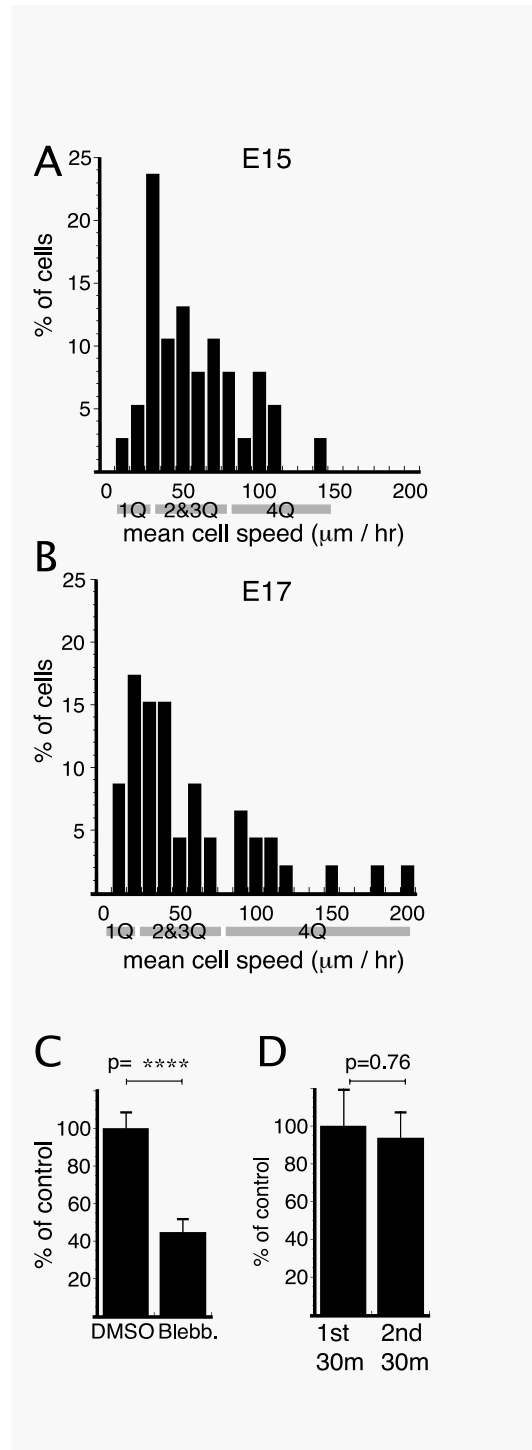 A
E15
25
20
15
10
5
% of cells
0 50 100 150 200
1Q 2&3Q 4Q
mean cell speed (μm / hr)
B
E17
25
20
15
10
5
% of cells
0 50 100 150 200
1Q 2&3Q 4Q
mean cell speed (μm / hr)
C
p= ****
100
80
60
40
20
% of control
DMSO Blebb.
D
p=0.76
100
80
60
40
20
% of control
1st 2nd
30m 30m